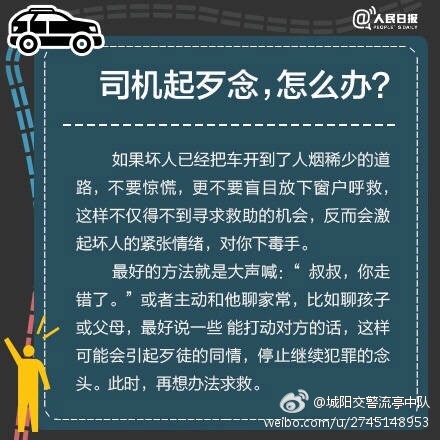 @人民日报
PEOPLE'S DAILY
司机起歹念，怎么办？
如果坏人已经把车开到了人烟稀少的道
路，不要惊慌，更不要盲目放下窗户呼救，
这样不仅得不到寻求救助的机会，反而会激
起坏人的紧张情绪，对你下毒手。
最好的方法就是大声喊：“ 叔叔，你走
错了。”或者主动和他聊家常，比如聊孩子
或父母，最好说一些 能打动对方的话，这样
可能会引起歹徒的同情，停止继续犯罪的念
头。此时，再想办法求救。
@城阳交警流亭中队
weibo.com/u/2745148953